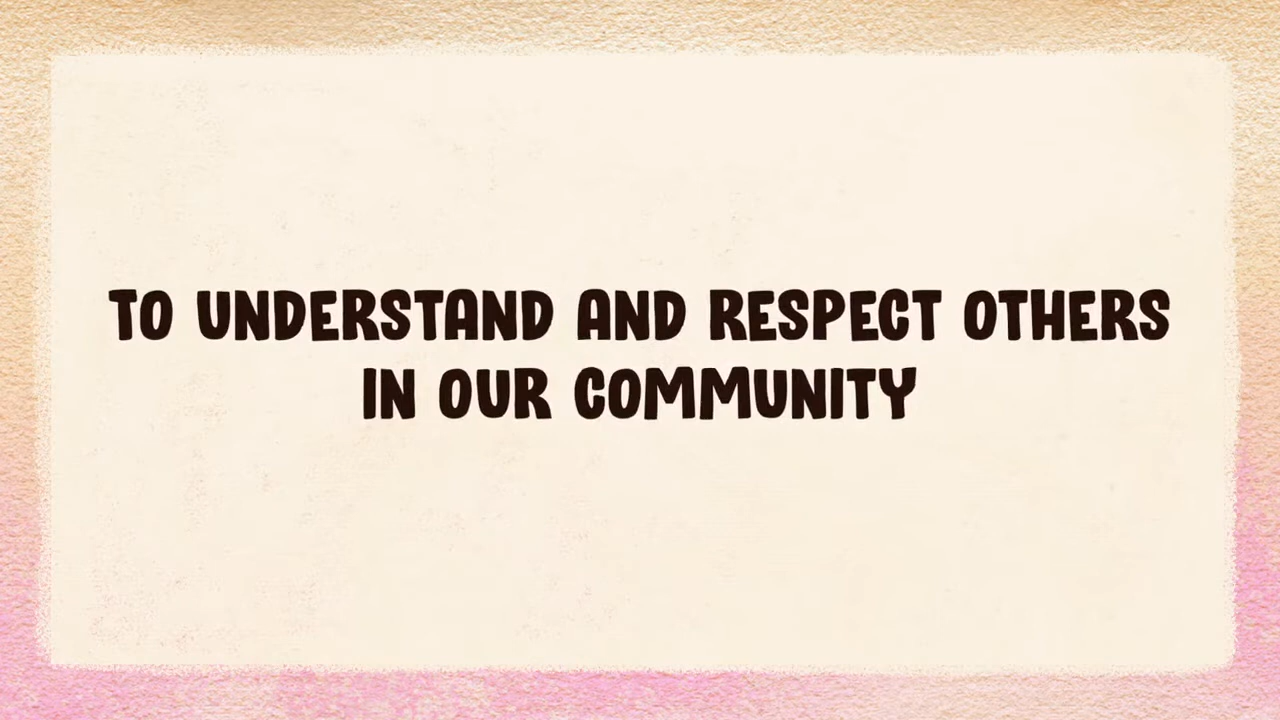 TO UNDERSTAND AND RESPECT OTHERS
IN OUR COMMUNITY